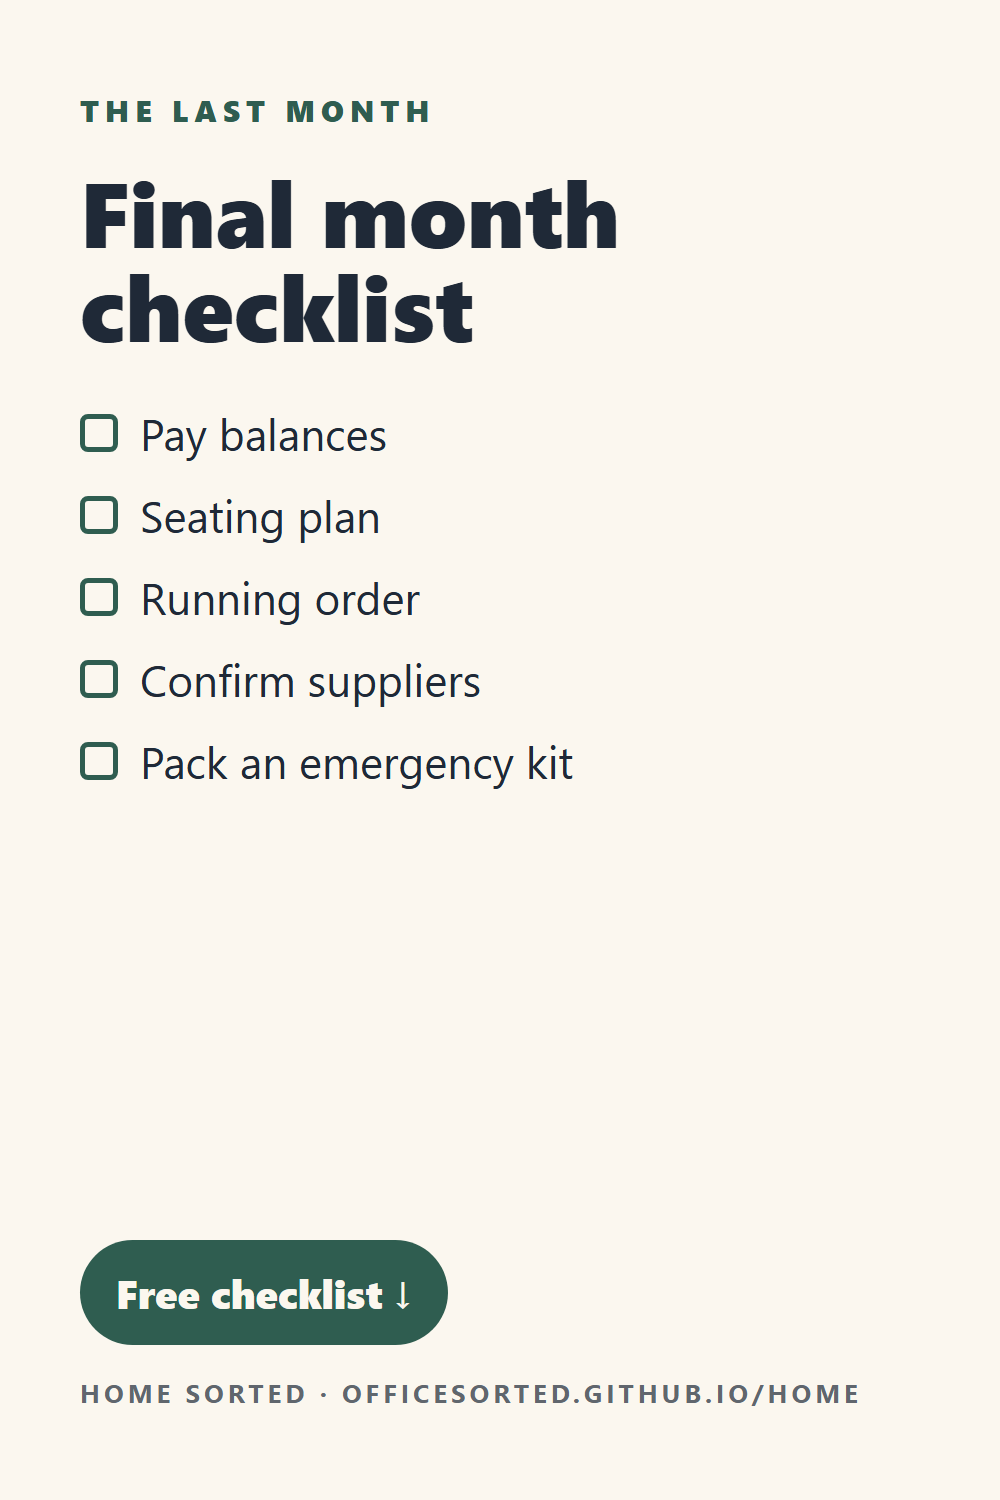 THE LAST MONTH
Final month
checklist
Pay balances
Seating plan
Running order
Confirm suppliers
Pack an emergency kit
Free checklist ↓
HOME SORTED · OFFICESORTED.GITHUB.IO/HOME